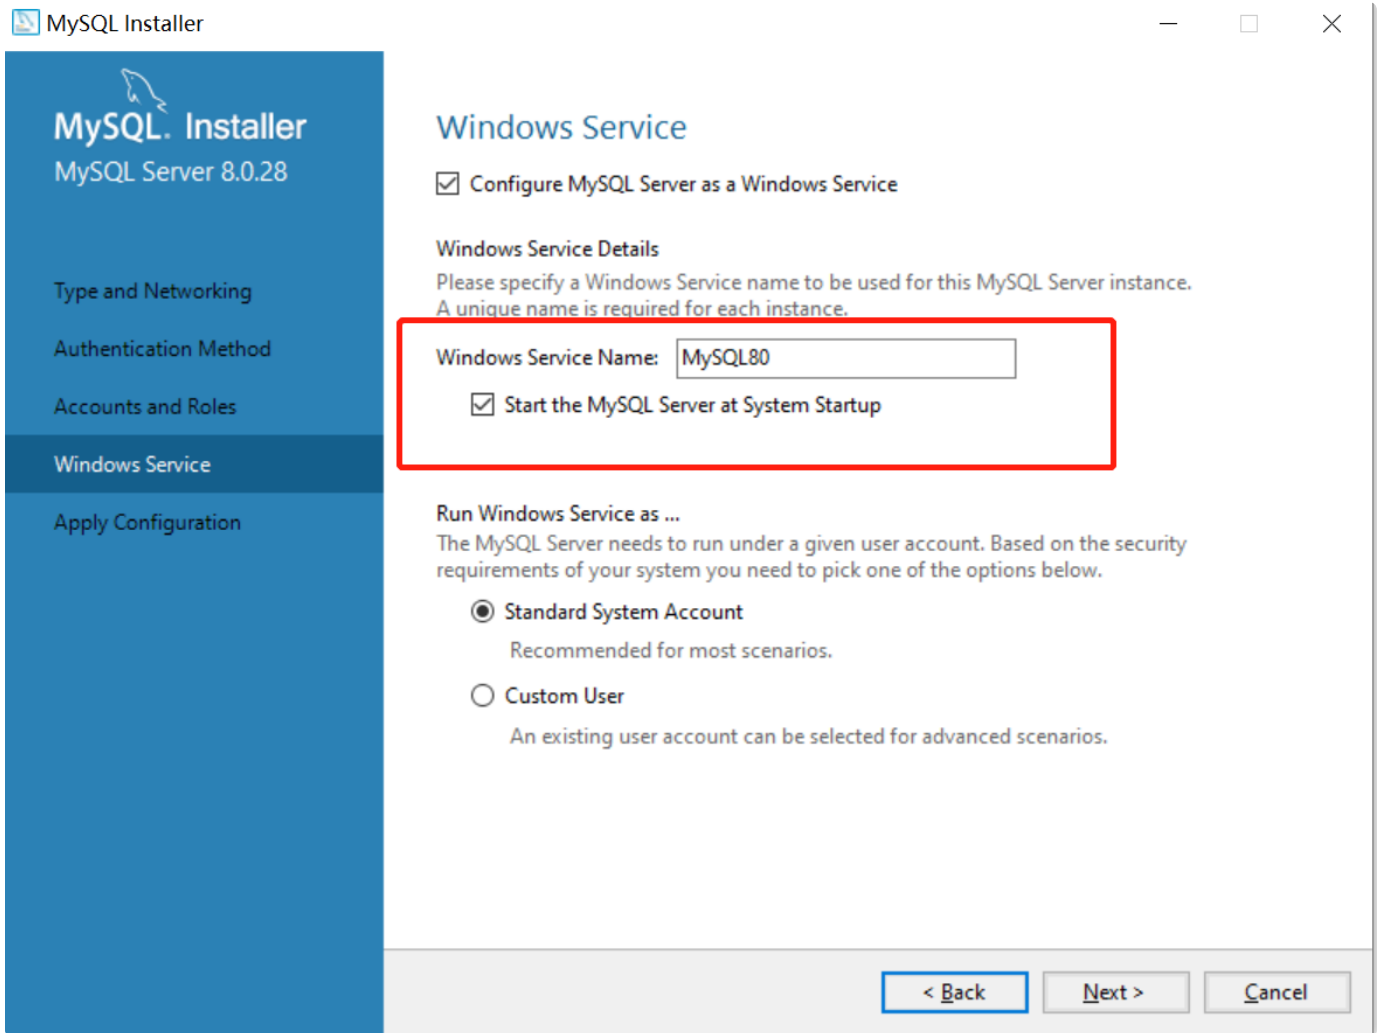 MySQL Installer
MySQL. Installer
MySQL Server 8.0.28
Type and Networking
Authentication Method
Accounts and Roles
Windows Service
Apply Configuration
Windows Service
Configure MySQL Server as a Windows Service
Windows Service Details
Please specify a Windows Service name to be used for this MySQL Server instance.
A unique name is required for each instance.
Windows Service Name: MySQL80
Start the MySQL Server at System Startup
Run Windows Service as ...
The MySQL Server needs to run under a given user account. Based on the security
requirements of your system you need to pick one of the options below.
Standard System Account
Recommended for most scenarios.
Custom User
An existing user account can be selected for advanced scenarios.
< Back Next > Cancel